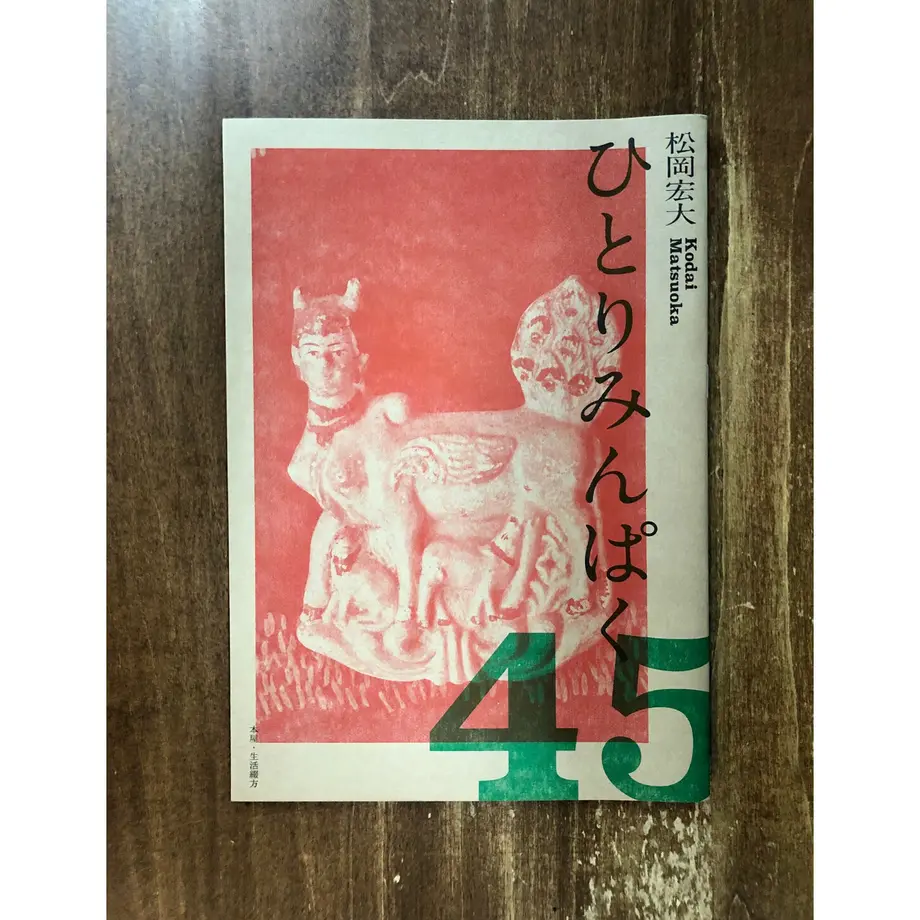 松岡宏大
Kodai
Matsuoka
ひとりみんぱく
45
本屋・生活綴方